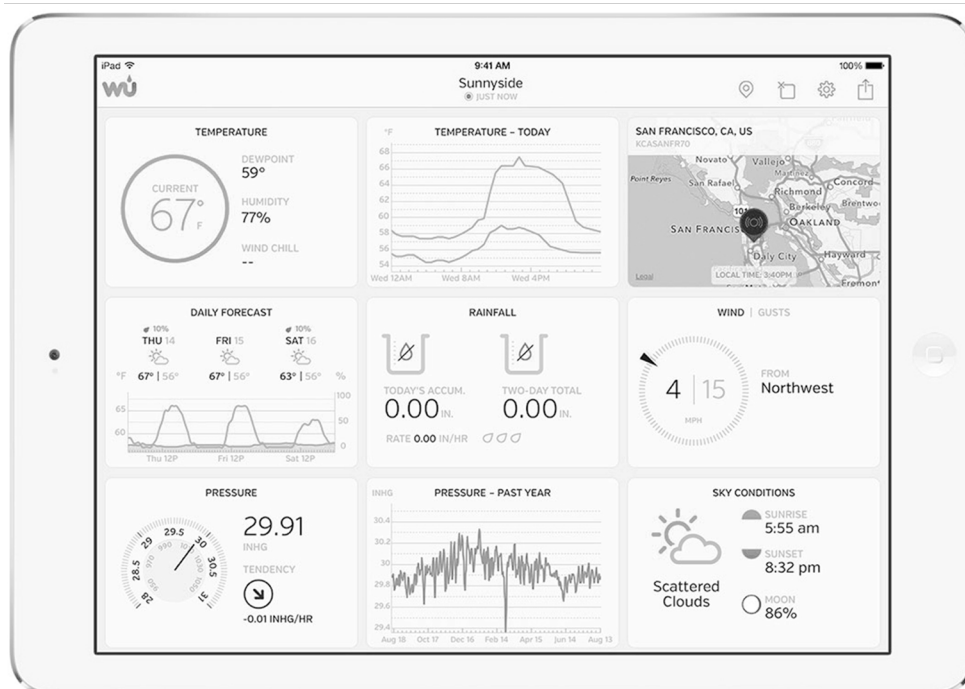 iPad
9:41 AM
100%
wu
Sunnyside
JUST NOW
TEMPERATURE
CURRENT
67°
F
DEWPOINT
59°
HUMIDITY
77%
WIND CHILL
--
TEMPERATURE – TODAY
°F
68
66
64
62
60
58
56
54
Wed 12AM Wed 8AM Wed 4PM
SAN FRANCISCO, CA, US
KCASANFR70
Novato
Vallejo
Martinez
Point Reyes
San Rafael
Concord
Richmond
Berkeley
Brentwo
101
OAKLAND
SAN FRANCIS
Daly City
Hayward
Legal
LOCAL TIME: 3:40PM
Fremont
DAILY FORECAST
10%
10%
THU 14 FRI 15 SAT 16
°F 67° | 56° 67° | 56° 63° | 56° %
65
60
100
50
0
Thu 12P Fri 12P Sat 12P
RAINFALL
TODAY'S ACCUM.
0.00 IN.
TWO-DAY TOTAL
0.00 IN.
RATE 0.00 IN/HR
WIND | GUSTS
4 | 15
MPH
FROM
Northwest
PRESSURE
28
28.5
29
29.5
30
30.5
31
950
970
990
1030
1050
29.91
INHG
TENDENCY
-0.01 INHG/HR
PRESSURE – PAST YEAR
INHG
30.4
30.2
30
29.8
29.6
29.4
Aug 18 Oct 17 Dec 16 Feb 14 Apr 15 Jun 14 Aug 13
SKY CONDITIONS
Scattered
Clouds
SUNRISE
5:55 am
SUNSET
8:32 pm
MOON
86%